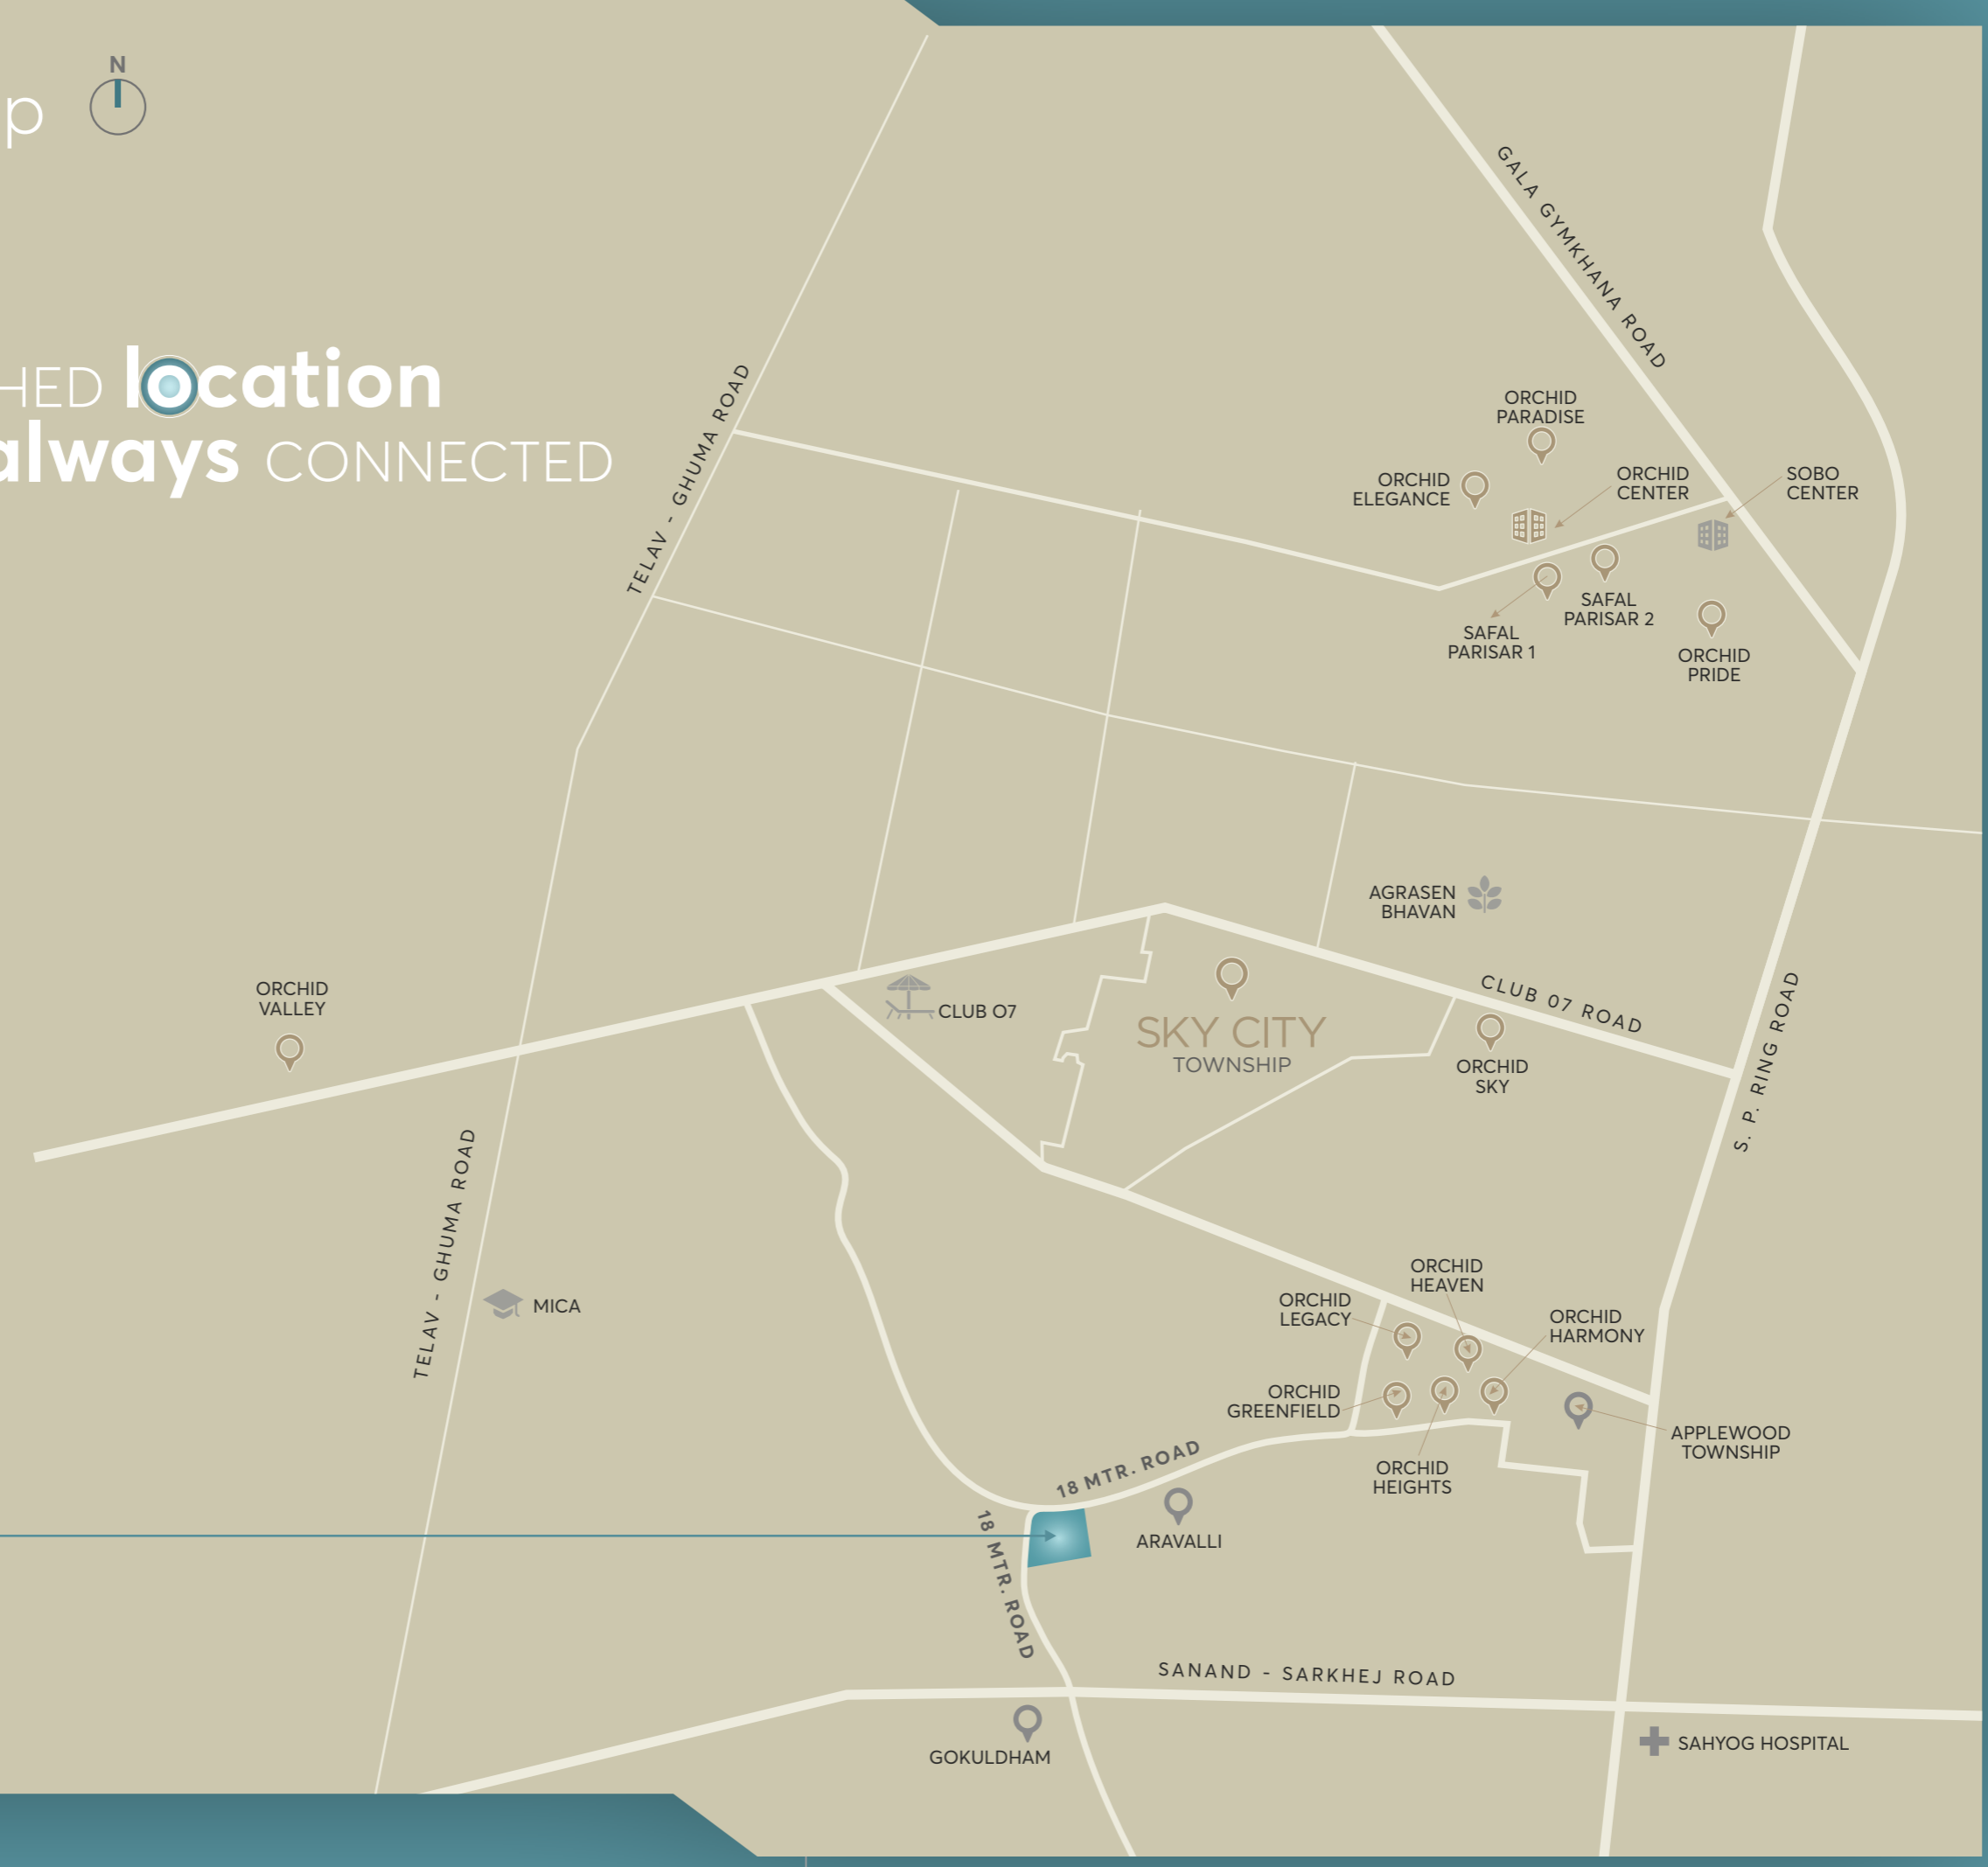 N
p
HED location
always CONNECTED
GALA GYMKHANA ROAD
TELAV - GHUMA ROAD
ORCHID
PARADISE
ORCHID
ELEGANCE
ORCHID
CENTER
SOBO
CENTER
SAFAL
PARISAR 2
SAFAL
PARISAR 1
ORCHID
PRIDE
AGRASEN
BHAVAN
ORCHID
VALLEY
CLUB O7
SKY CITY
TOWNSHIP
CLUB 07 ROAD
ORCHID
SKY
S. P. RING ROAD
TELAV - GHUMA ROAD
MICA
ORCHID
HEAVEN
ORCHID
LEGACY
ORCHID
HARMONY
ORCHID
GREENFIELD
APPLEWOOD
TOWNSHIP
ORCHID
HEIGHTS
18 MTR. ROAD
18 MTR. ROAD
ARAVALLI
SANAND - SARKHEJ ROAD
GOKULDHAM
SAHYOG HOSPITAL